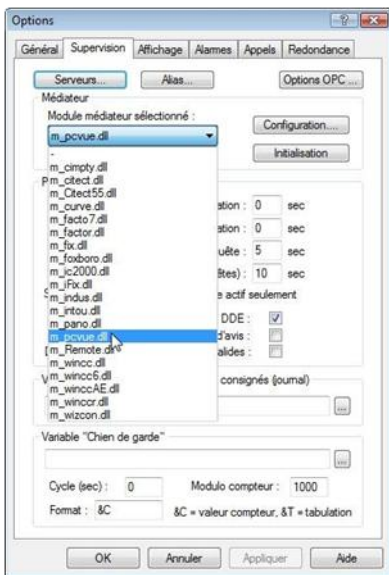 Options
Général Supervision Affichage Alarmes Appels Redondance
Serveurs... Alias... Options OPC ...
Médiateur
Module médiateur sélectionné :
m_pcvue.dll
Configuration....
Initialisation
-
m_cimpty.dll
m_citect.dll
m_Citect55.dll
m_curve.dll
m_facto7.dll
m_factor.dll
m_fix.dll
m_foxboro.dll
m_ic2000.dll
m_iFix.dll
m_indus.dll
m_intou.dll
m_pano.dll
m_pcvue.dll
m_Remote.dll
m_wincc.dll
m_wincc6.dll
m_winccAE.dll
m_winccr.dll
m_wizcon.dll
ation : 0 sec
ation : 0 sec
uête : 5 sec
êtes) : 10 sec
e actif seulement
DDE :
d'avis :
alides :
consignés (journal)
...
Variable "Chien de garde"
...
Cycle (sec) : 0 Modulo compteur : 1000
Format : &C &C = valeur compteur, &T = tabulation
OK Annuler Appliquer Aide